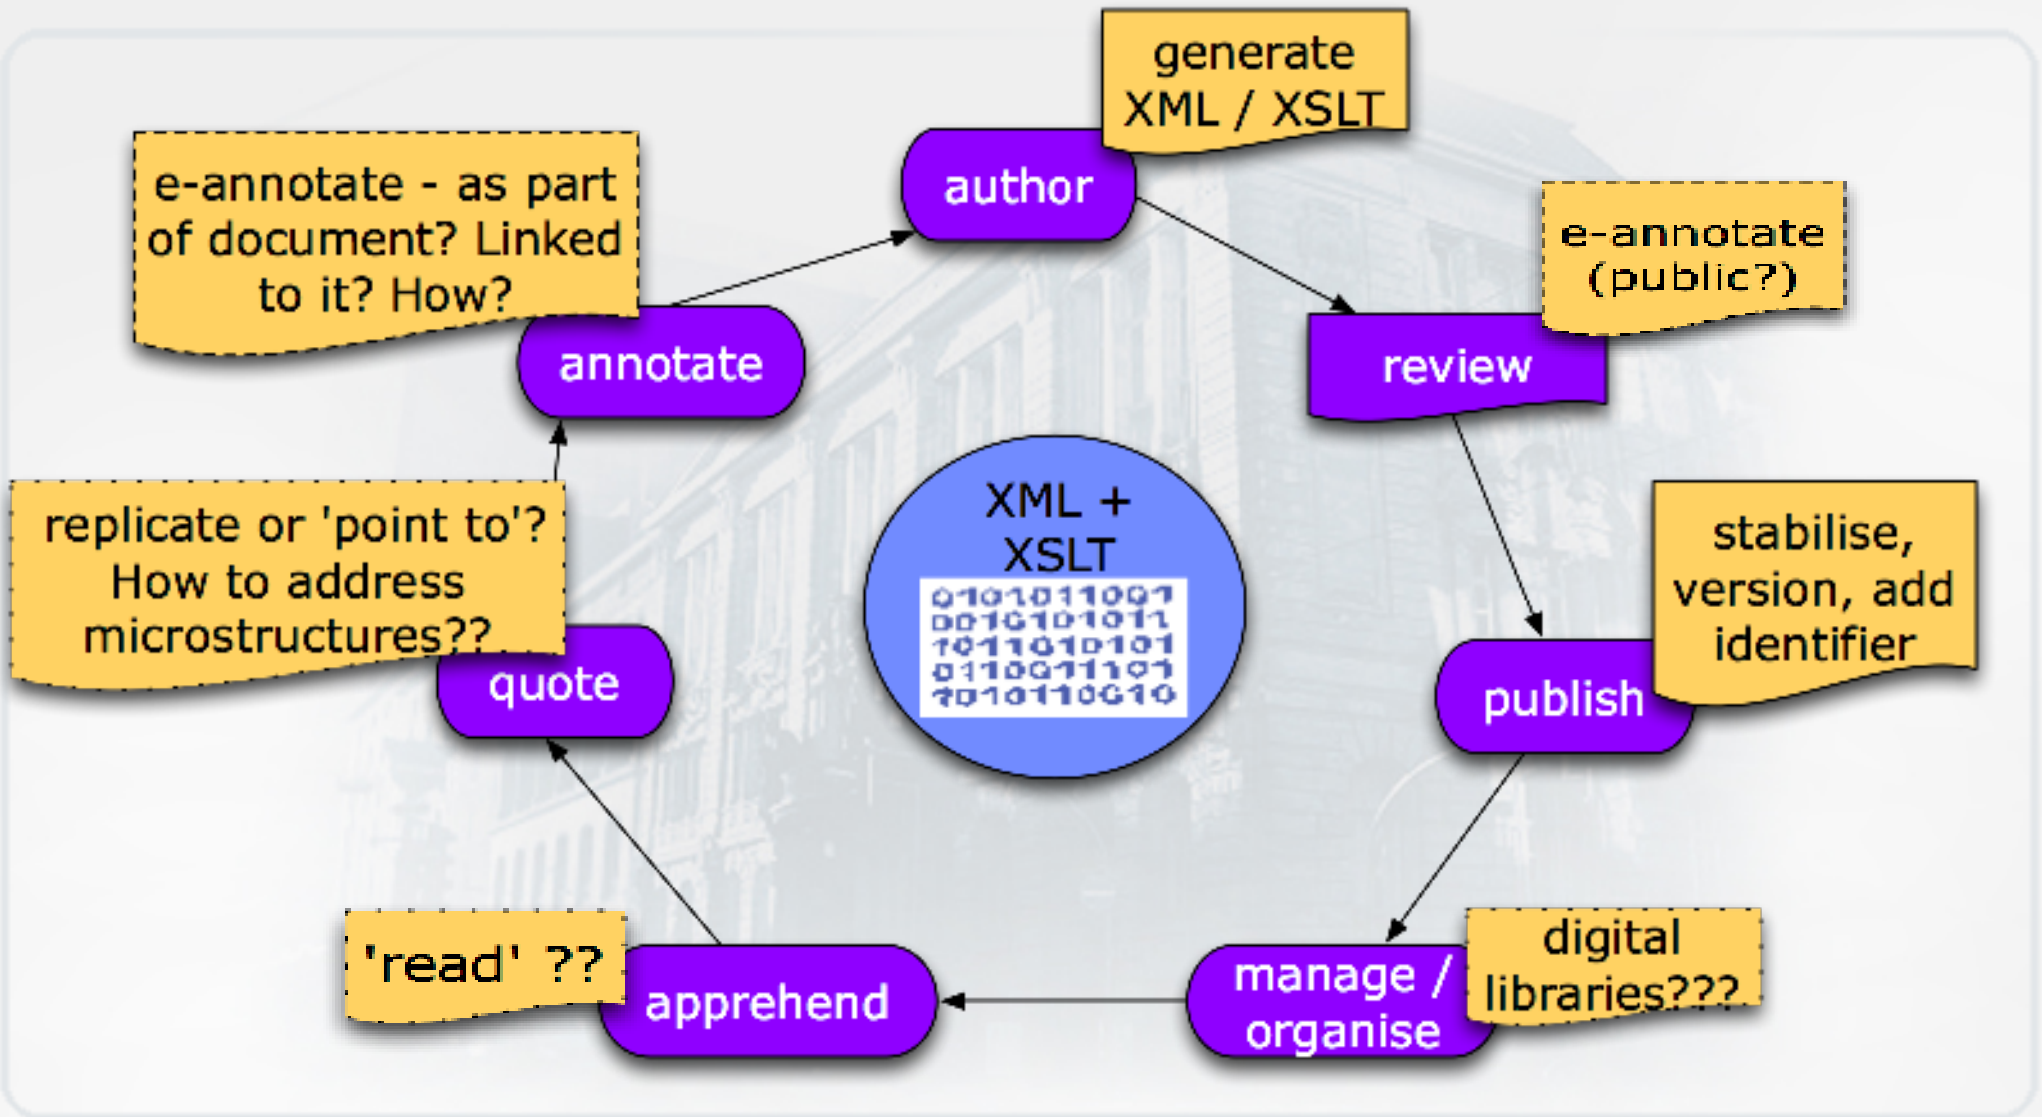 generate
XML / XSLT
author
e-annotate - as part
of document? Linked
to it? How?
annotate
e-annotate
(public?)
review
XML +
XSLT
0101011001
0010101011
1011010101
0110011101
1010110010
stabilise,
version, add
identifier
publish
replicate or 'point to'?
How to address
microstructures??
quote
digital
libraries???
manage /
organise
'read' ??
apprehend